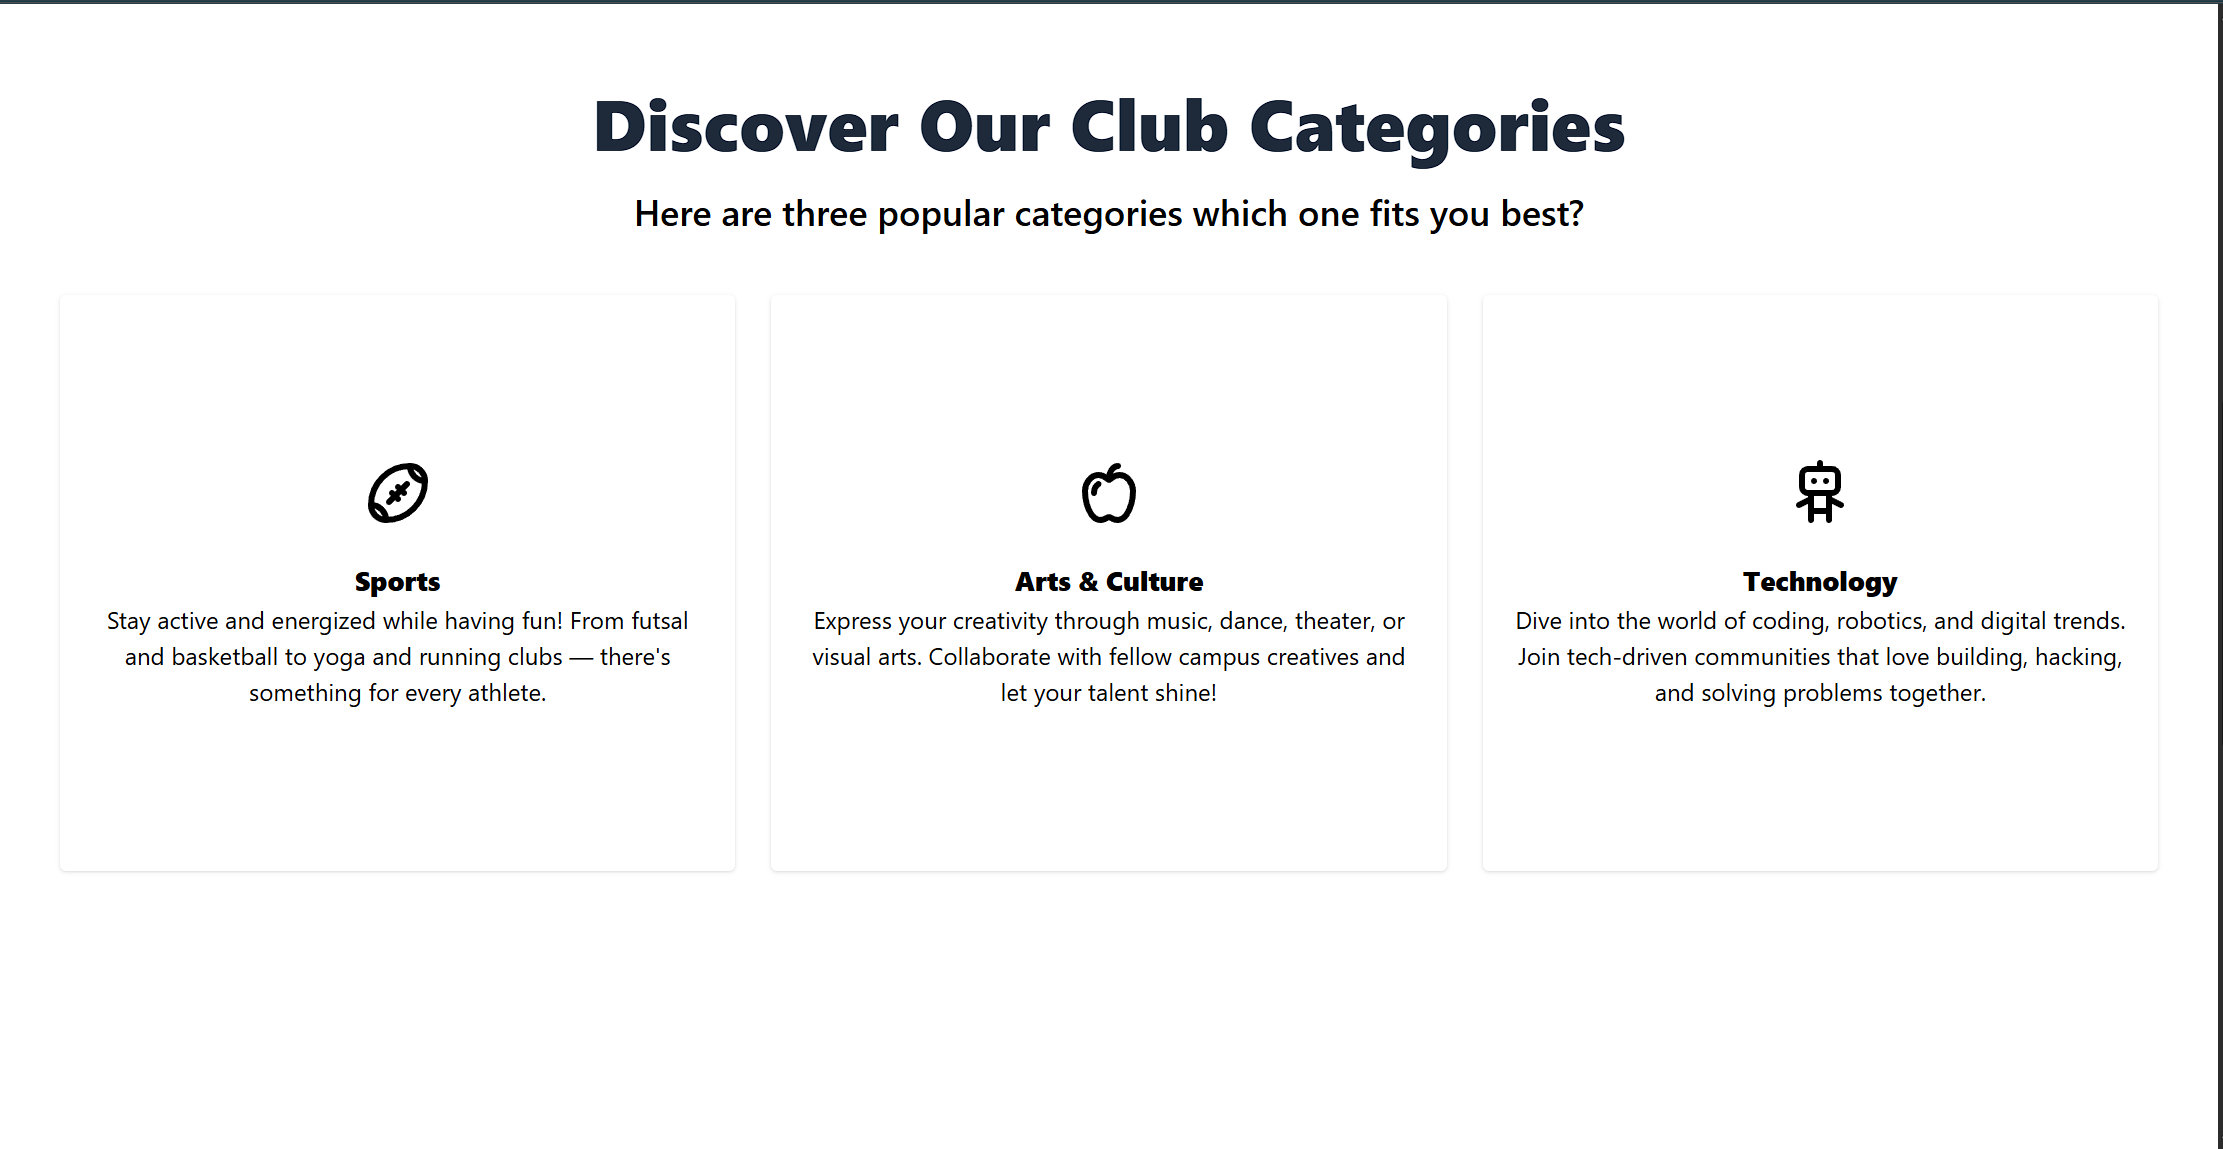 Discover Our Club Categories
Here are three popular categories which one fits you best?
Sports
Stay active and energized while having fun! From futsal
and basketball to yoga and running clubs — there's
something for every athlete.
Arts & Culture
Express your creativity through music, dance, theater, or
visual arts. Collaborate with fellow campus creatives and
let your talent shine!
Technology
Dive into the world of coding, robotics, and digital trends.
Join tech-driven communities that love building, hacking,
and solving problems together.